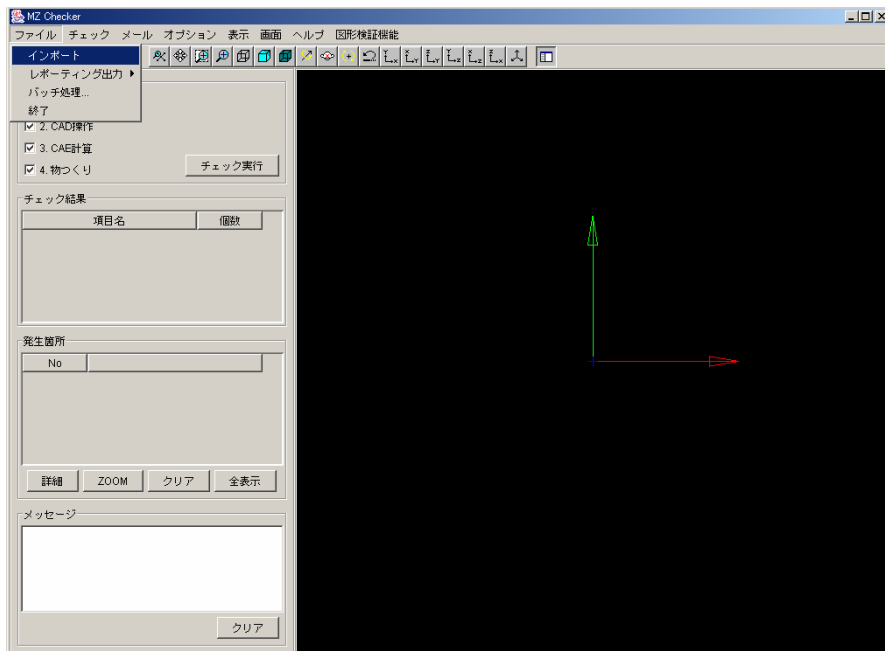 MZ Checker
ファイル チェック メール オプション 表示 画面 ヘルプ 図形検証機能
インポート
レポーティング出力
バッチ処理...
終了
2. CAD操作
3. CAE計算
4. 物つくり
チェック実行
チェック結果
項目名 個数
発生箇所
No
詳細 ZOOM クリア 全表示
メッセージ
クリア